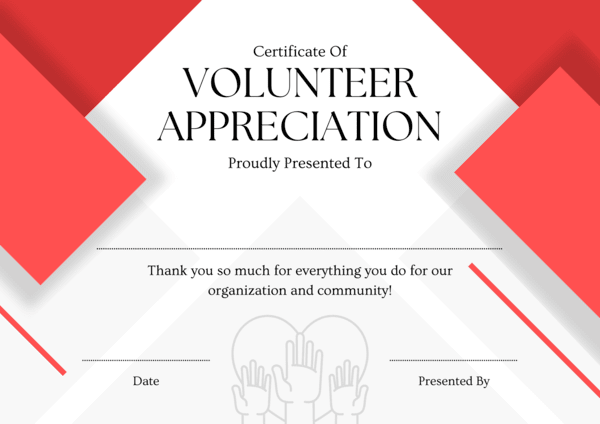 Certificate Of
VOLUNTEER
APPRECIATION
Proudly Presented To
Thank you so much for everything you do for our
organization and community!
Date
Presented By